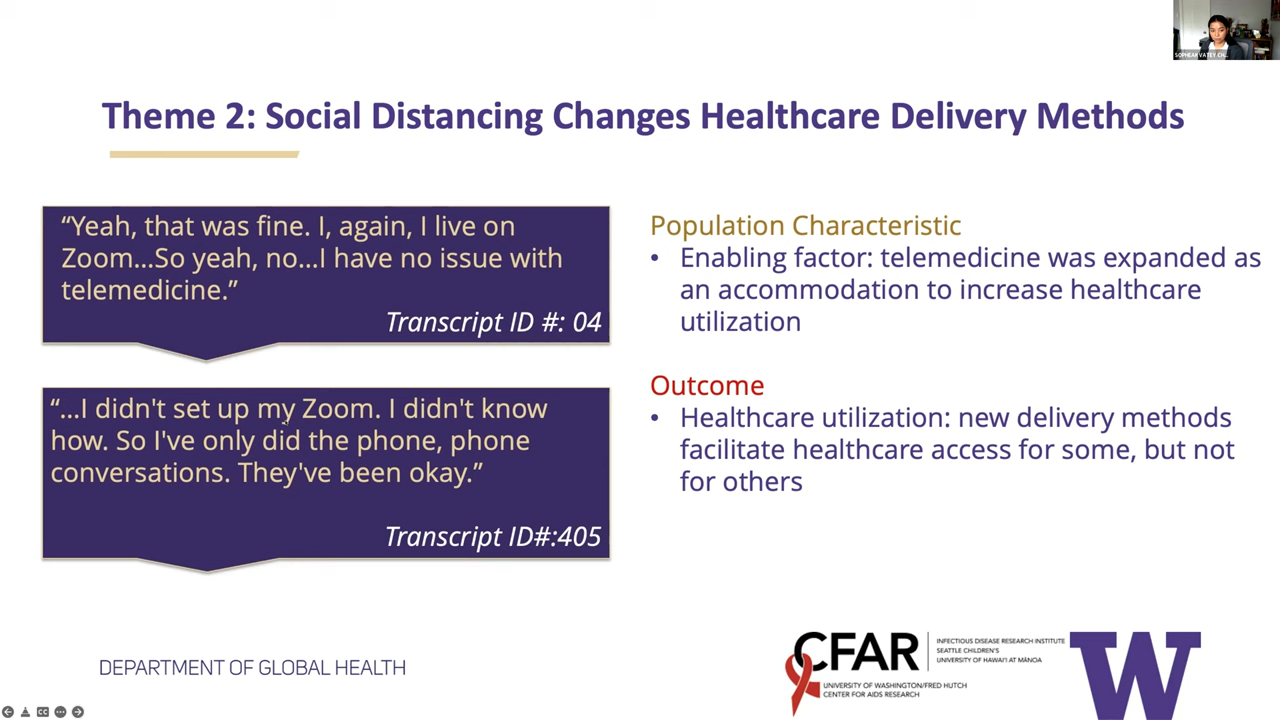 SOPHEAR VATEY CH...
Theme 2: Social Distancing Changes Healthcare Delivery Methods
“Yeah, that was fine. I, again, I live on
Zoom...So yeah, no...I have no issue with
telemedicine.”
Transcript ID #: 04
“...I didn't set up my Zoom. I didn't know
how. So I've only did the phone, phone
conversations. They've been okay.”
Transcript ID#:405
Population Characteristic
• Enabling factor: telemedicine was expanded as
an accommodation to increase healthcare
utilization
Outcome
• Healthcare utilization: new delivery methods
facilitate healthcare access for some, but not
for others
DEPARTMENT OF GLOBAL HEALTH
CFAR
INFECTIOUS DISEASE RESEARCH INSTITUTE
SEATTLE CHILDREN'S
UNIVERSITY OF HAWAI'I AT MĀNOA
UNIVERSITY OF WASHINGTON/FRED HUTCH
CENTER FOR AIDS RESEARCH
W
CC